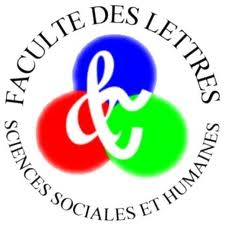 FACULTE DES LETTRES
&
SCIENCES SOCIALES ET HUMAINES